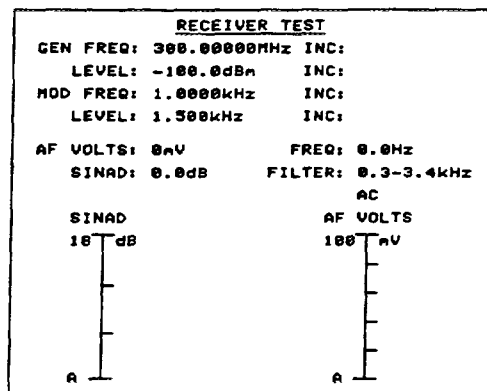 RECEIVER TEST
GEN FREQ: 300.00000MHz INC:
LEVEL: -100.0dBm INC:
MOD FREQ: 1.0000kHz INC:
LEVEL: 1.500kHz INC:
AF VOLTS: 0mV FREQ: 0.0Hz
SINAD: 0.0dB FILTER: 0.3-3.4kHz
AC
SINAD AF VOLTS
18 dB 100 mV
A A